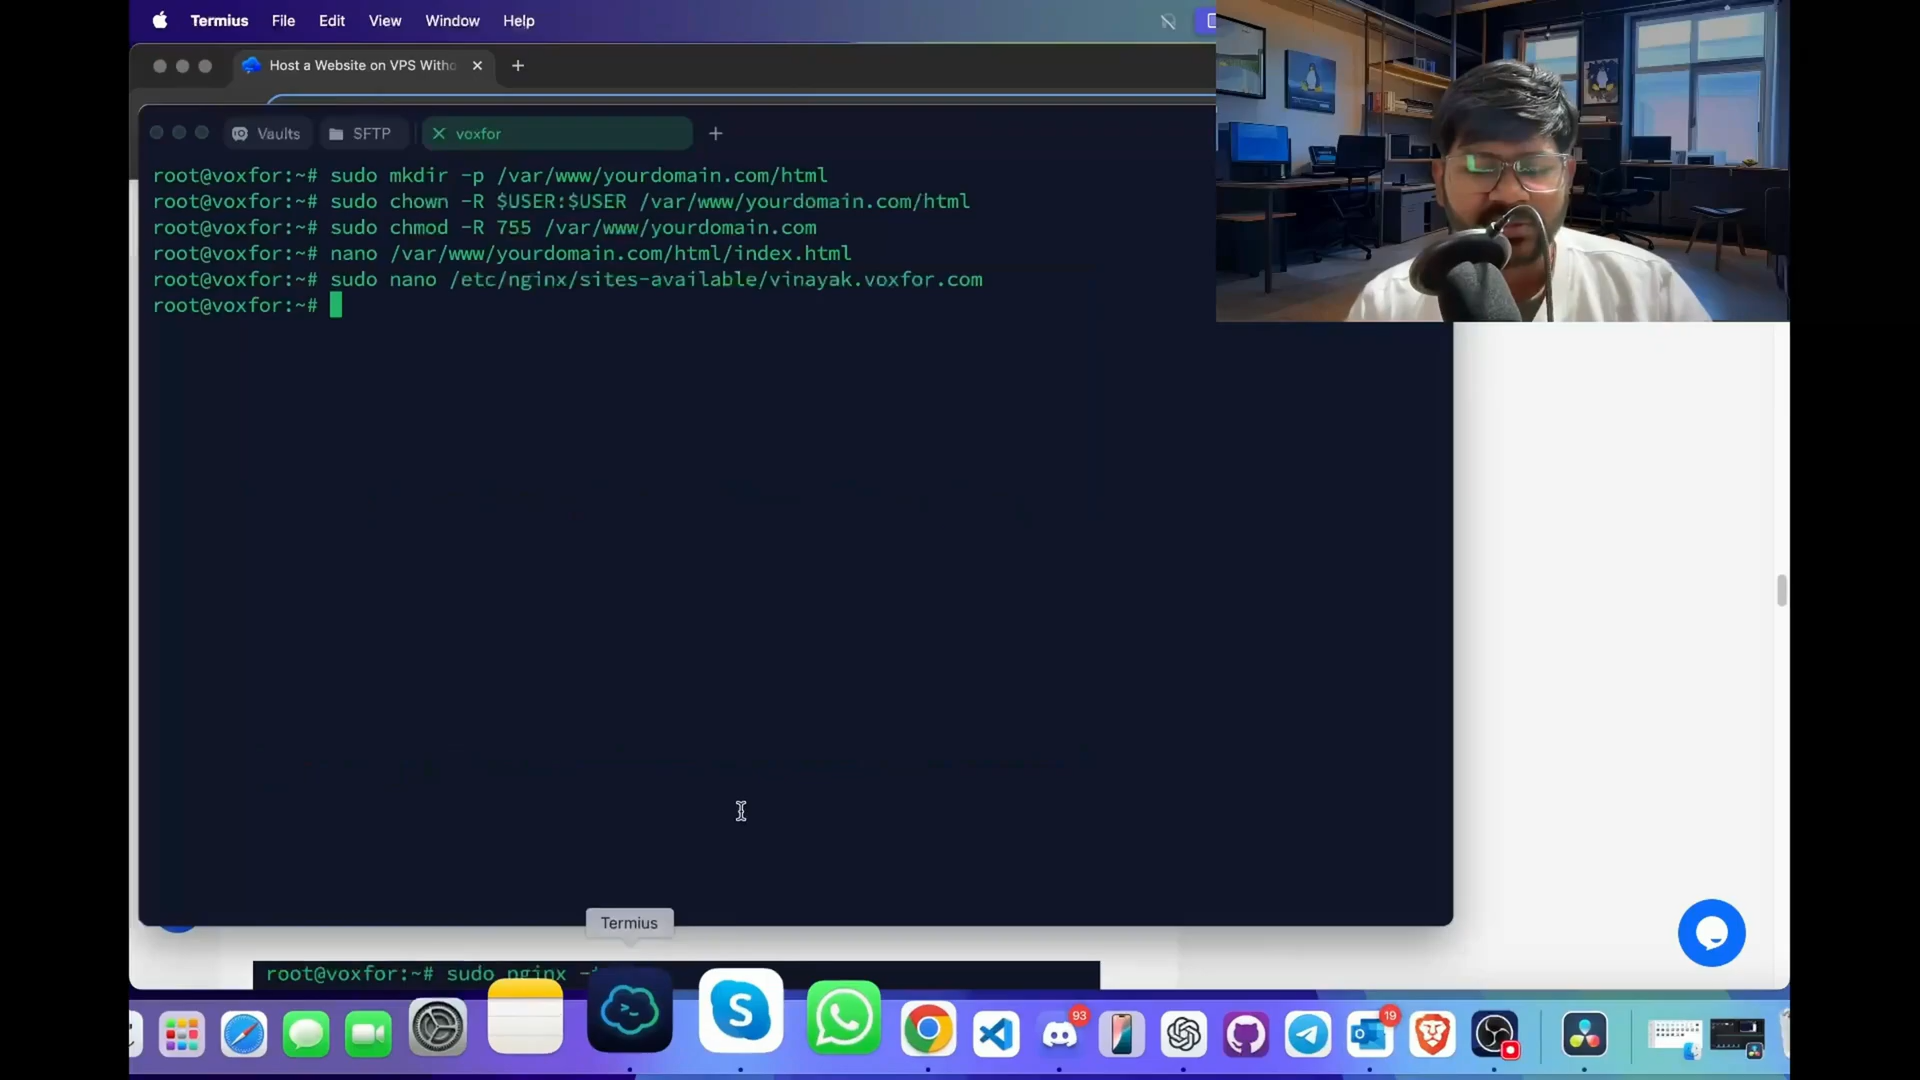 Termius File Edit View Window Help
Host a Website on VPS Witho
Vaults SFTP voxfor
root@voxfor:~# sudo mkdir -p /var/www/yourdomain.com/html
root@voxfor:~# sudo chown -R $USER:$USER /var/www/yourdomain.com/html
root@voxfor:~# sudo chmod -R 755 /var/www/yourdomain.com
root@voxfor:~# nano /var/www/yourdomain.com/html/index.html
root@voxfor:~# sudo nano /etc/nginx/sites-available/vinayak.voxfor.com
root@voxfor:~#
Termius
root@voxfor:~# sudo nginx
93
19